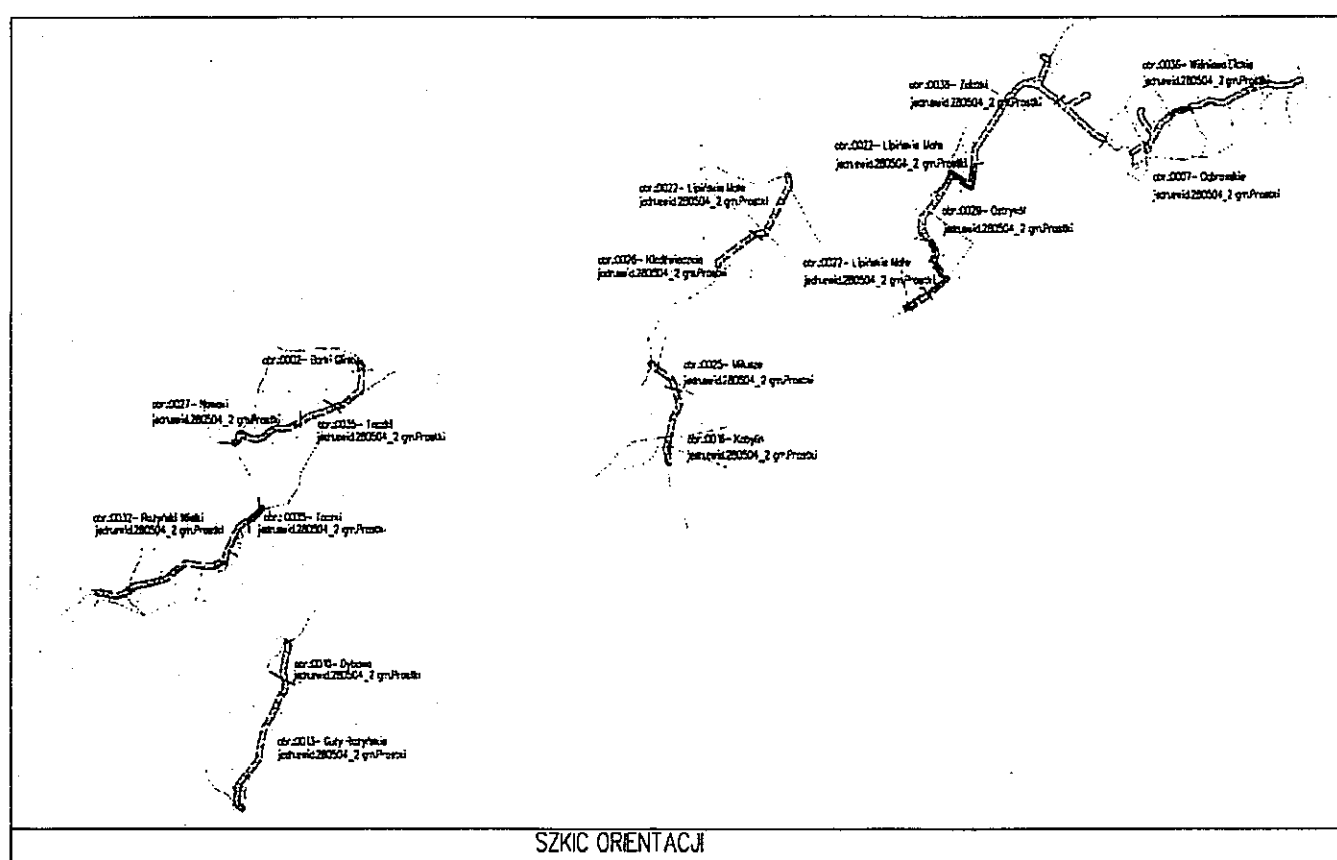 obr.:0036- Wiśniowo Ełckie
jedn.ewid.280504_2 gm.Prostki
obr.:0038-
jedn.ewid.280504_2 gm.Prostki
obr.:0022- Lipińskie Małe
jedn.ewid.280504_2 gm.Prostki
obr.:0007- Dąbrowskie
jedn.ewid.280504_2 gm.Prostki
obr.:0022- Lipińskie Małe
jedn.ewid.280504_2 gm.Prostki
obr.:0029- Ostrykół
jedn.ewid.280504_2 gm.Prostki
obr.:0026-
jedn.ewid.280504_2 gm.Prostki
obr.:0022- Lipińskie Małe
jedn.ewid.280504_2 gm.Prostki
obr.:0002- Borki
obr.:0025- Miłusze
jedn.ewid.280504_2 gm.Prostki
obr.:0027-
jedn.ewid.280504_2 gm.Prostki
obr.:0035- Taczki
jedn.ewid.280504_2 gm.Prostki
obr.:0016- Kobylin
jedn.ewid.280504_2 gm.Prostki
obr.:0032- Rożyński Wielki
jedn.ewid.280504_2 gm.Prostki
obr.:0035- Taczki
jedn.ewid.280504_2 gm.Prostki
obr.:0010- Dybowo
jedn.ewid.280504_2 gm.Prostki
obr.:0013- Guty Rożyńskie
jedn.ewid.280504_2 gm.Prostki
SZKIC ORIENTACJI